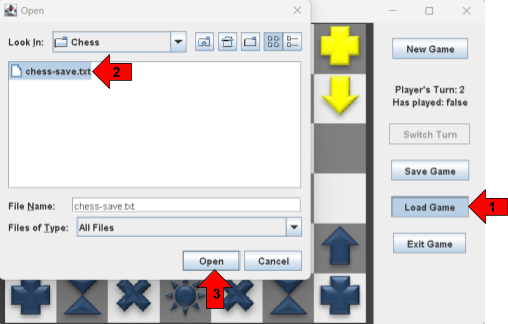 Open
Look In: Chess
chess-save.txt
2
File Name: chess-save.txt
Files of Type: All Files
Open
Cancel
3
New Game
Player's Turn: 2
Has played: false
Switch Turn
Save Game
Load Game
1
Exit Game